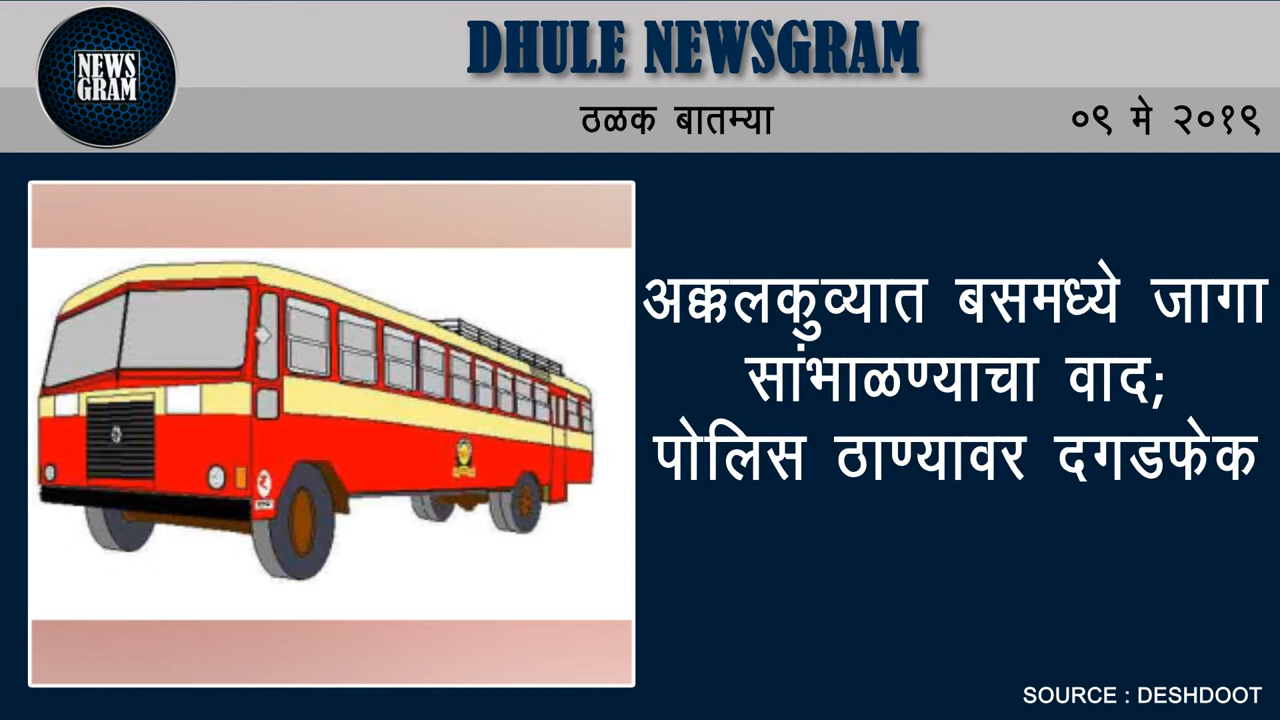 NEWS
GRAM
DHULE NEWSGRAM
ठळक बातम्या
०९ मे २०१९
अक्कलकुव्यात बसमध्ये जागा
सांभाळण्याचा वाद;
पोलिस ठाण्यावर दगडफेक
SOURCE : DESHDOOT